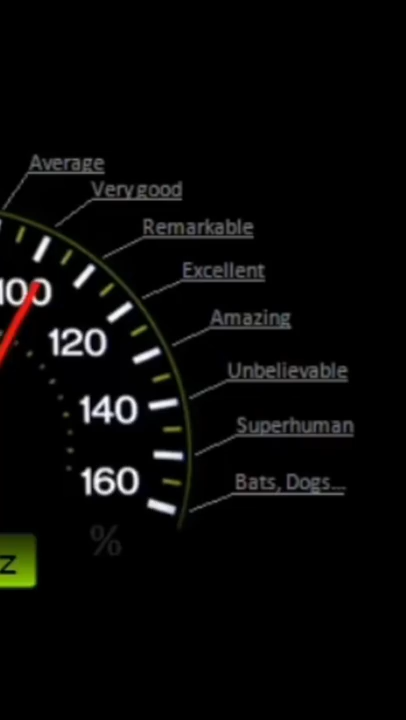 Average
Very good
Remarkable
Excellent
100
Amazing
120
Unbelievable
140
Superhuman
160
Bats, Dogs...
%
z